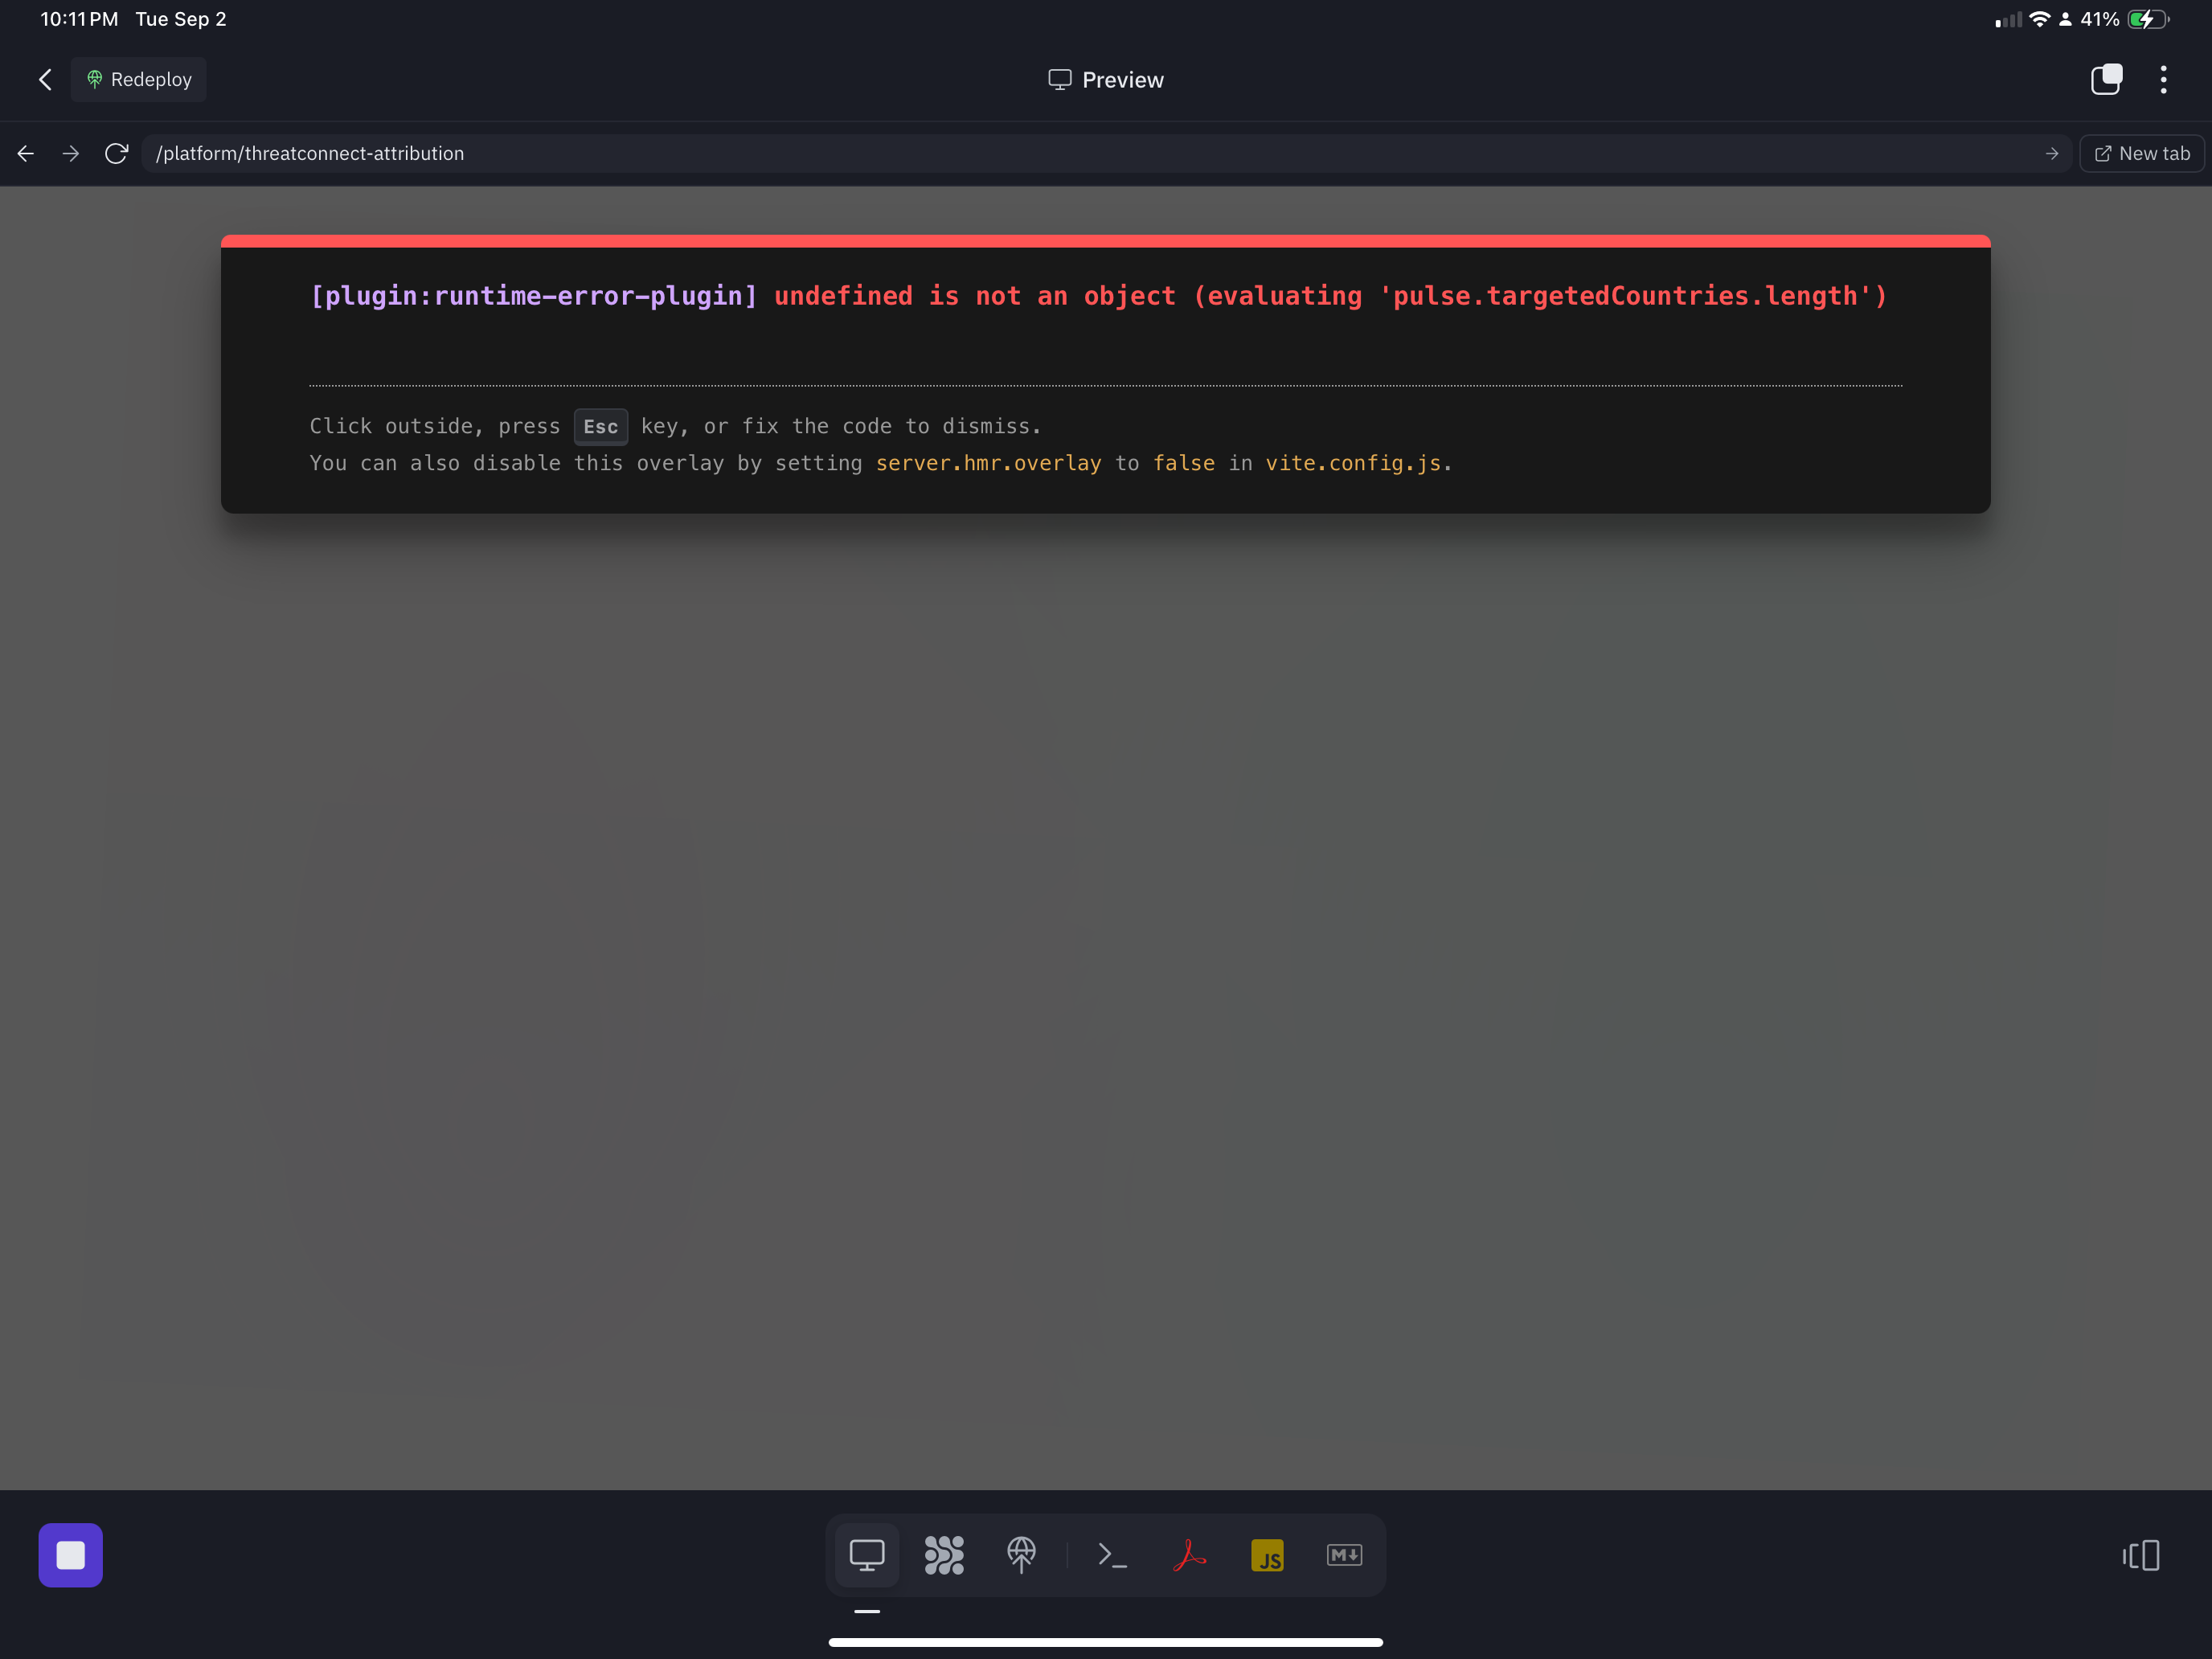 10:11 PM Tue Sep 2
41%
Redeploy
Preview
/platform/threatconnect-attribution
New tab
[plugin:runtime-error-plugin] undefined is not an object (evaluating 'pulse.targetedCountries.length')
Click outside, press Esc key, or fix the code to dismiss.
You can also disable this overlay by setting server.hmr.overlay to false in vite.config.js.
JS
M